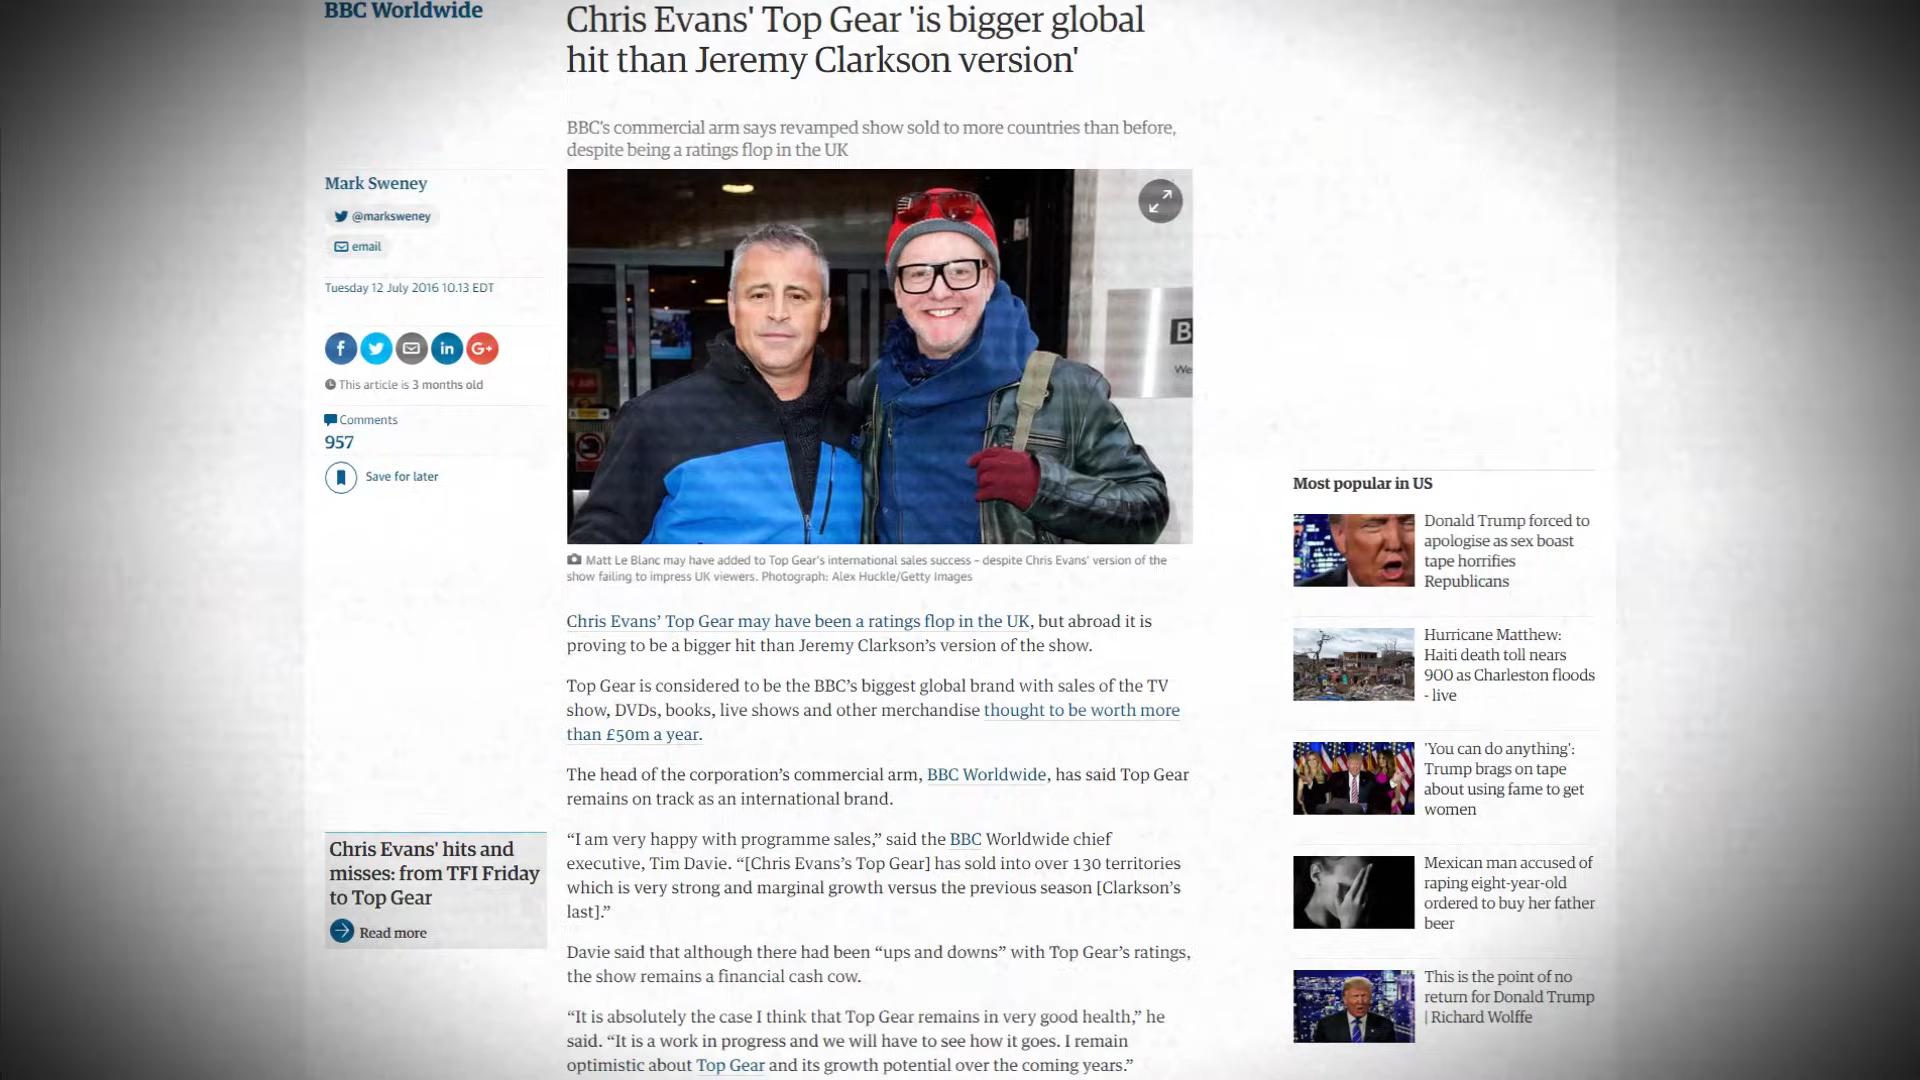 BBC Worldwide
Chris Evans' Top Gear 'is bigger global
hit than Jeremy Clarkson version'
BBC's commercial arm says revamped show sold to more countries than before,
despite being a ratings flop in the UK
Mark Sweney
@marksweney
email
Tuesday 12 July 2016 10.13 EDT
f
in
G+
This article is 3 months old
Comments
957
Save for later
B
We
Matt Le Blanc may have added to Top Gear's international sales success – despite Chris Evans' version of the
show failing to impress UK viewers. Photograph: Alex Huckle/Getty Images
Chris Evans’ Top Gear may have been a ratings flop in the UK, but abroad it is
proving to be a bigger hit than Jeremy Clarkson’s version of the show.
Top Gear is considered to be the BBC’s biggest global brand with sales of the TV
show, DVDs, books, live shows and other merchandise thought to be worth more
than £50m a year.
The head of the corporation’s commercial arm, BBC Worldwide, has said Top Gear
remains on track as an international brand.
“I am very happy with programme sales,” said the BBC Worldwide chief
executive, Tim Davie. “[Chris Evans’s Top Gear] has sold into over 130 territories
which is very strong and marginal growth versus the previous season [Clarkson’s
last].”
Davie said that although there had been “ups and downs” with Top Gear’s ratings,
the show remains a financial cash cow.
“It is absolutely the case I think that Top Gear remains in very good health,” he
said. “It is a work in progress and we will have to see how it goes. I remain
optimistic about Top Gear and its growth potential over the coming years.”
Chris Evans' hits and
misses: from TFI Friday
to Top Gear
Read more
Most popular in US
Donald Trump forced to
apologise as sex boast
tape horrifies
Republicans
Hurricane Matthew:
Haiti death toll nears
900 as Charleston floods
- live
'You can do anything':
Trump brags on tape
about using fame to get
women
Mexican man accused of
raping eight-year-old
ordered to buy her father
beer
This is the point of no
return for Donald Trump
| Richard Wolffe